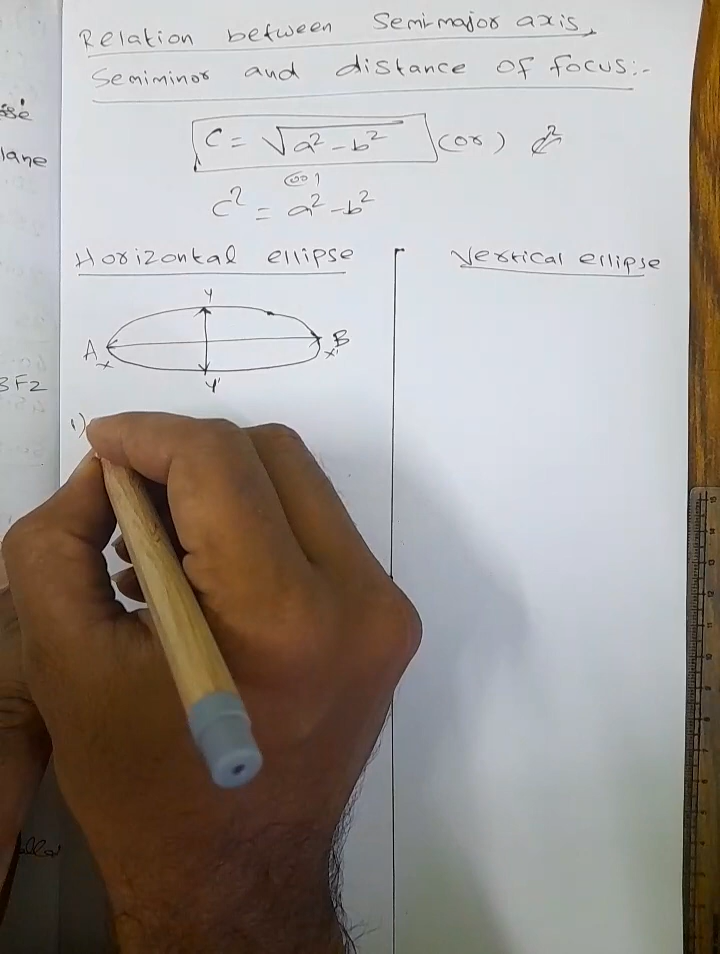 Relation between Semi-major axis,
Semiminor and distance of focus:-
C = √a² - b² (or) c²
(or)
c² = a² - b²
Horizontal ellipse
Vertical ellipse
Y
A B
x x'
Y'
1)
lane
3F2